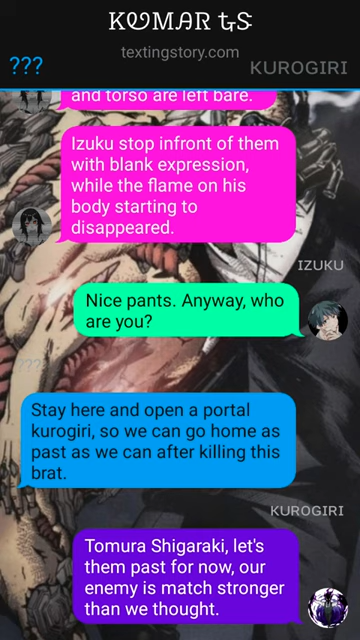 KUMAR GS
textingstory.com
???
KUROGIRI
and torso are left bare.
Izuku stop infront of them
with blank expression,
while the flame on his
body starting to
disappeared.
IZUKU
Nice pants. Anyway, who
are you?
???
Stay here and open a portal
kurogiri, so we can go home as
past as we can after killing this
brat.
KUROGIRI
Tomura Shigaraki, let's
them past for now, our
enemy is match stronger
than we thought.